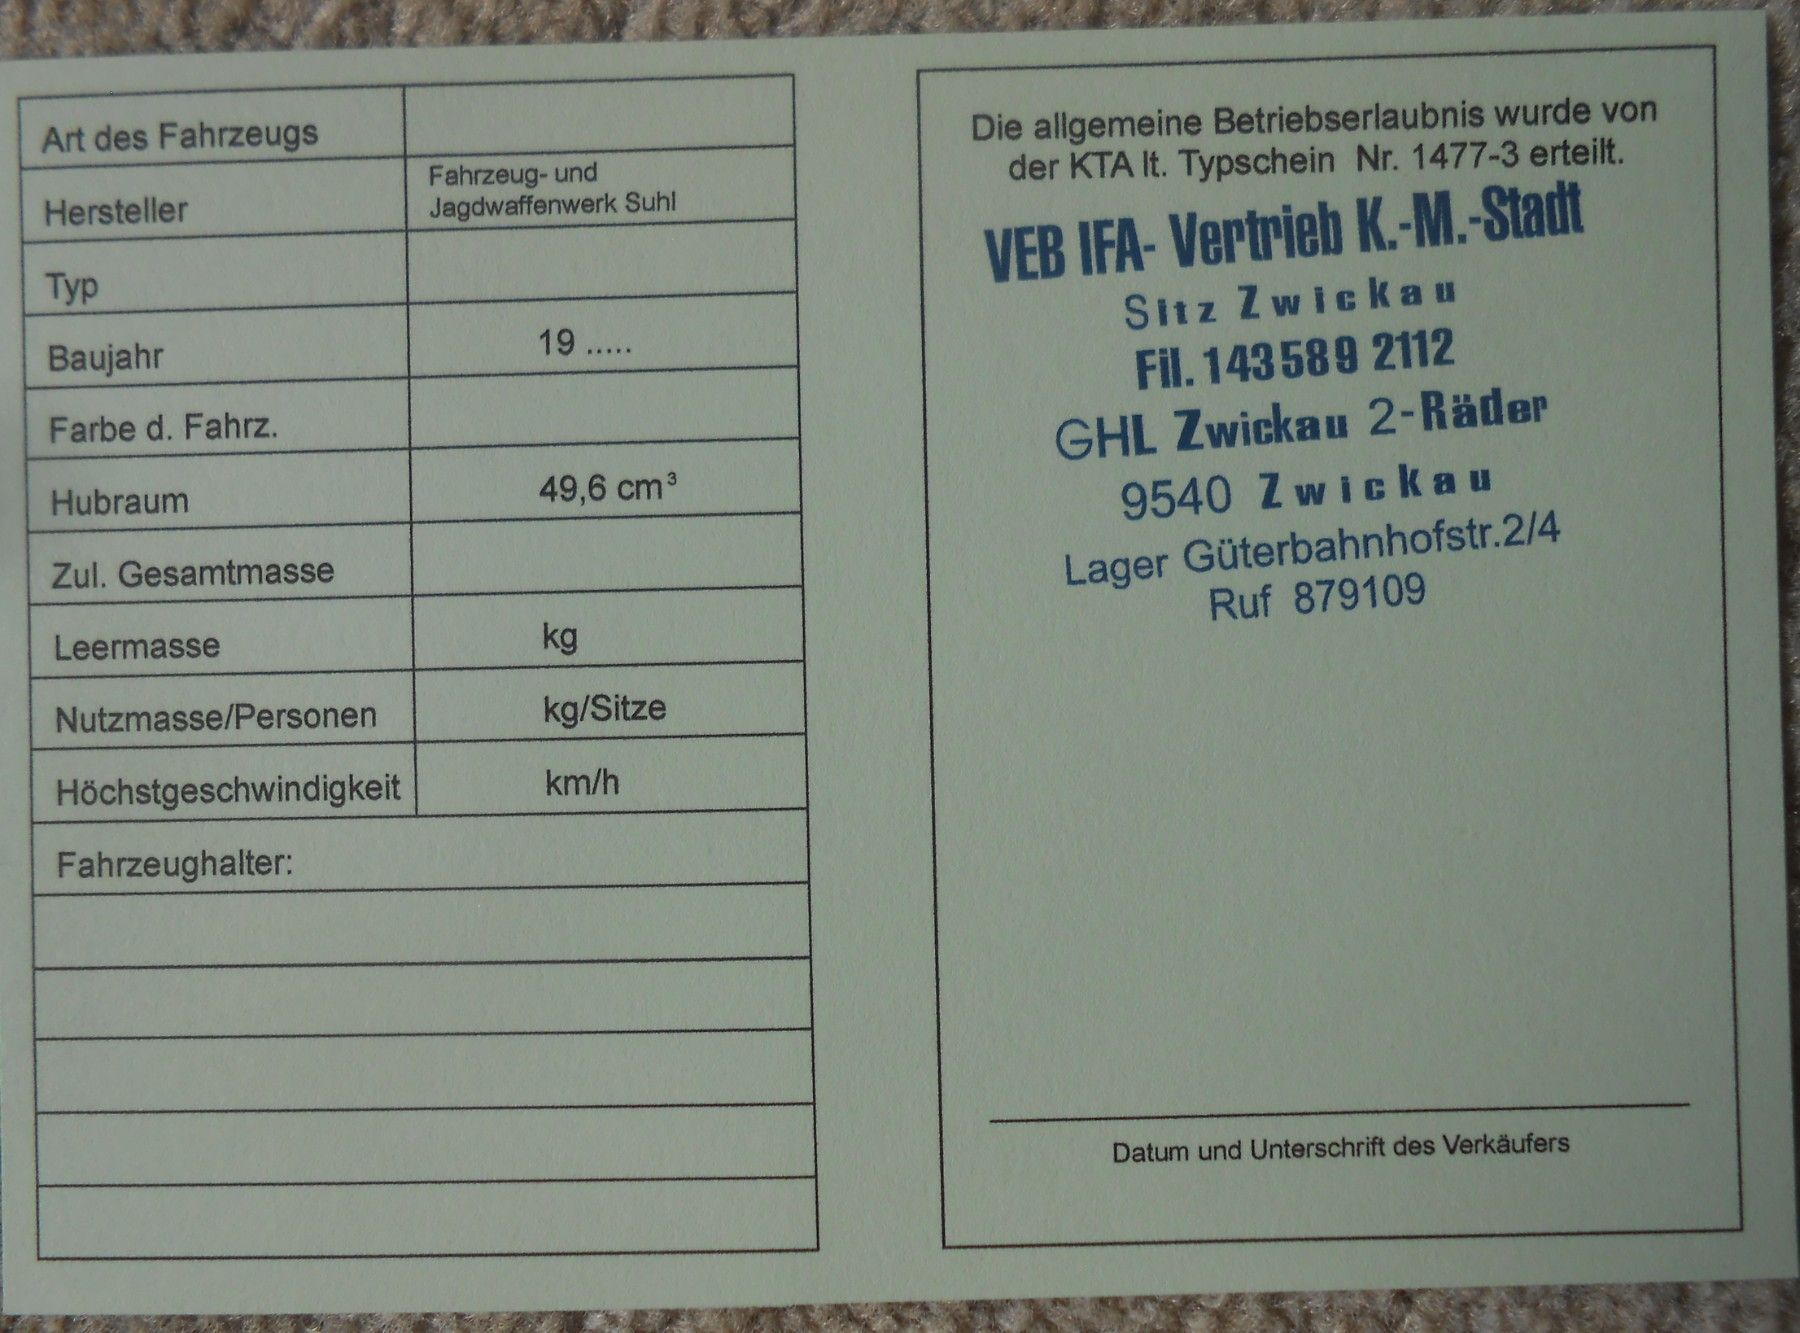 Art des Fahrzeugs
Hersteller
Fahrzeug- und
Jagdwaffenwerk Suhl
Typ
Baujahr 19 .....
Farbe d. Fahrz.
Hubraum 49,6 cm³
Zul. Gesamtmasse
Leermasse kg
Nutzmasse/Personen kg/Sitze
Höchstgeschwindigkeit km/h
Fahrzeughalter:
Die allgemeine Betriebserlaubnis wurde von
der KTA lt. Typschein Nr. 1477-3 erteilt.
VEB IFA- Vertrieb K.-M.-Stadt
Sitz Zwickau
Fil. 143589 2112
GHL Zwickau 2-Räder
9540 Zwickau
Lager Güterbahnhofstr.2/4
Ruf 879109
Datum und Unterschrift des Verkäufers